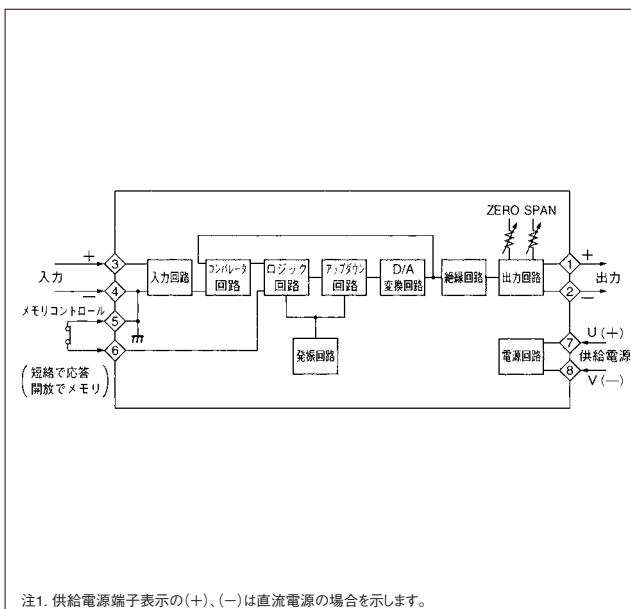 ZERO SPAN
+
入力
−
③
④
メモリコントロール
⑤
⑥
(短絡で応答
開放でメモリ)
入力回路
コンパレータ
回路
ロジック
回路
アップダウン
回路
D/A
変換回路
絶縁回路
出力回路
発振回路
電源回路
①
+
出力
②
−
⑦
U(+)
供給電源
⑧
V(−)
注1. 供給電源端子表示の(+)、(−)は直流電源の場合を示します。